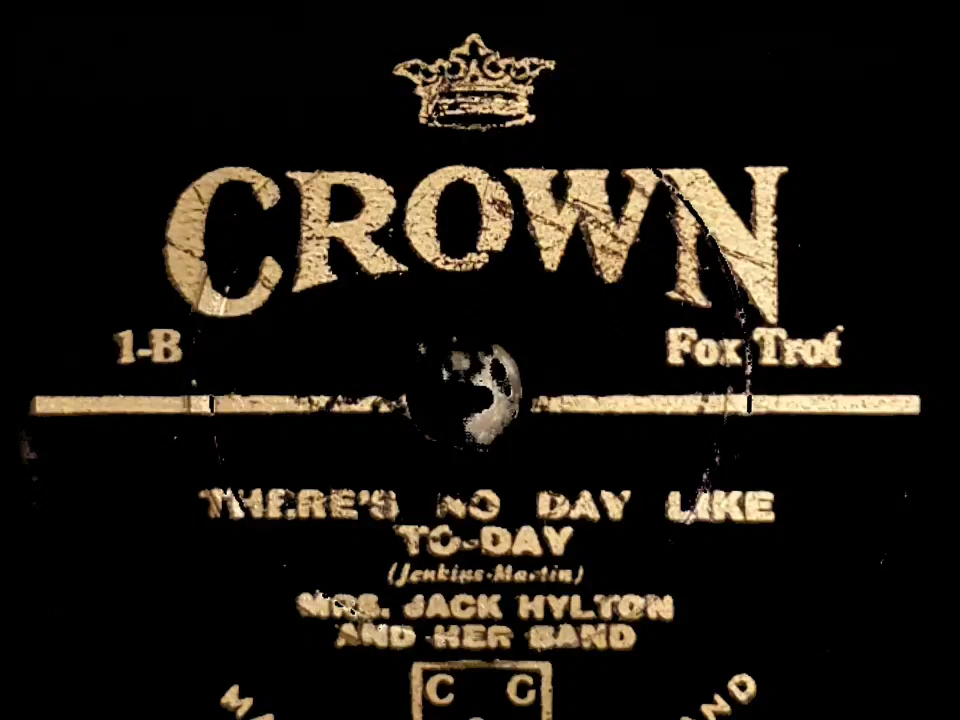 CROWN
1-B Fox Trot
THERE'S NO DAY LIKE
TO-DAY
(Jenkins-Martin)
MRS. JACK HYLTON
AND HER BAND
C C